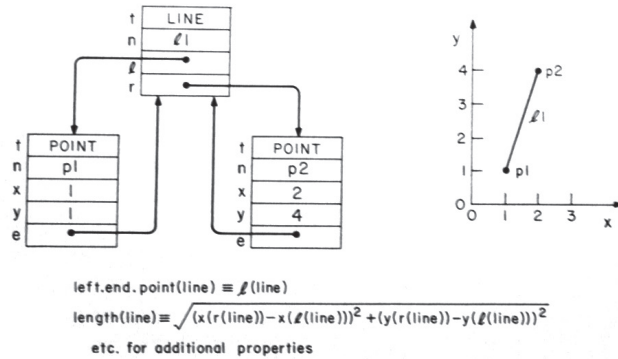 t LINE
n ℓ1
ℓ
r
t POINT
n p1
x 1
y 1
e
t POINT
n p2
x 2
y 4
e
y
4
3
2
1
0
p2
ℓ1
p1
0 1 2 3 x
left.end.point(line) ≡ ℓ(line)
length(line)≡ √(x(r(line))−x(ℓ(line)))² +(y(r(line))−y(ℓ(line)))²
etc. for additional properties